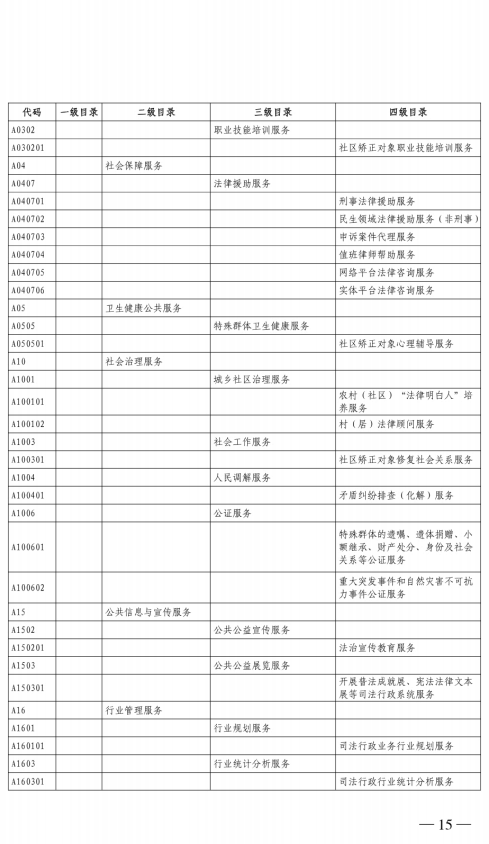 代码 一级目录 二级目录 三级目录 四级目录
A0302 职业技能培训服务
A030201 社区矫正对象职业技能培训服务
A04 社会保障服务
A0407 法律援助服务
A040701 刑事法律援助服务
A040702 民生领域法律援助服务（非刑事）
A040703 申诉案件代理服务
A040704 值班律师帮助服务
A040705 网络平台法律咨询服务
A040706 实体平台法律咨询服务
A05 卫生健康公共服务
A0505 特殊群体卫生健康服务
A050501 社区矫正对象心理辅导服务
A10 社会治理服务
A1001 城乡社区治理服务
A100101 农村（社区）“法律明白人”培
养服务
A100102 村（居）法律顾问服务
A1003 社会工作服务
A100301 社区矫正对象修复社会关系服务
A1004 人民调解服务
A100401 矛盾纠纷排查（化解）服务
A1006 公证服务
A100601 特殊群体的遗嘱、遗体捐赠、小
额继承、财产处分、身份及社会
关系等公证服务
A100602 重大突发事件和自然灾害不可抗
力事件公证服务
A15 公共信息与宣传服务
A1502 公共公益宣传服务
A150201 法治宣传教育服务
A1503 公共公益展览服务
A150301 开展普法成就展、宪法法律文本
展等司法行政系统服务
A16 行业管理服务
A1601 行业规划服务
A160101 司法行政业务行业规划服务
A1603 行业统计分析服务
A160301 司法行政行业统计分析服务
— 15 —